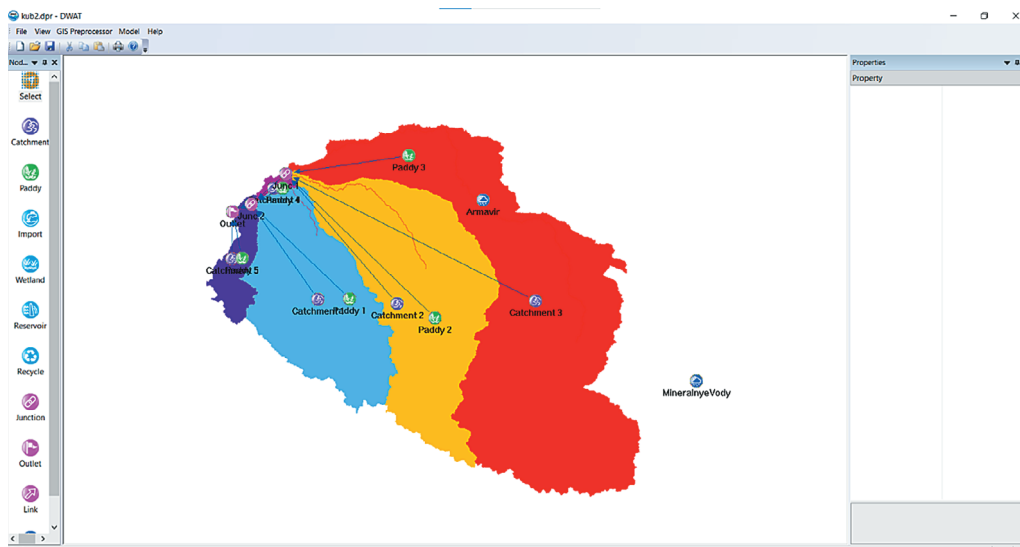 kub2.dpr - DWAT
File View GIS Preprocessor Model Help
Nod...
Select
Catchment
Paddy
Import
Wetland
Reservoir
Recycle
Junction
Outlet
Link
Properties
Property
Paddy 3
Junc 1
Armavir
Paddy 4
Junc 2
Outlet
5
Catchment
Paddy 1
Catchment 2
Paddy 2
Catchment 3
MineralnyeVody